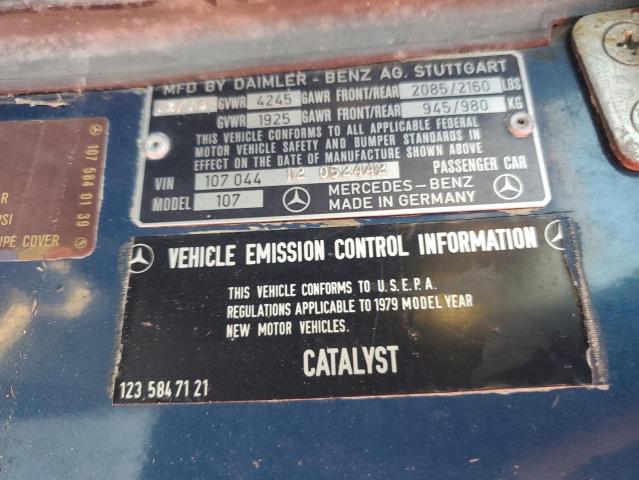 MFD BY DAIMLER - BENZ AG. STUTTGART
GVWR 4245 GAWR FRONT/REAR 2085/2160 LBS
GVWR 1925 GAWR FRONT/REAR 945/980 KG
THIS VEHICLE CONFORMS TO ALL APPLICABLE FEDERAL
MOTOR VEHICLE SAFETY AND BUMPER STANDARDS IN
EFFECT ON THE DATE OF MANUFACTURE SHOWN ABOVE
PASSENGER CAR
VIN 107 044 12 052442
MODEL 107 MERCEDES-BENZ
MADE IN GERMANY
107 584 01 39
R
PSI
UPE COVER
VEHICLE EMISSION CONTROL INFORMATION
THIS VEHICLE CONFORMS TO U.S.E.P.A.
REGULATIONS APPLICABLE TO 1979 MODEL YEAR
NEW MOTOR VEHICLES.
CATALYST
123 584 71 21